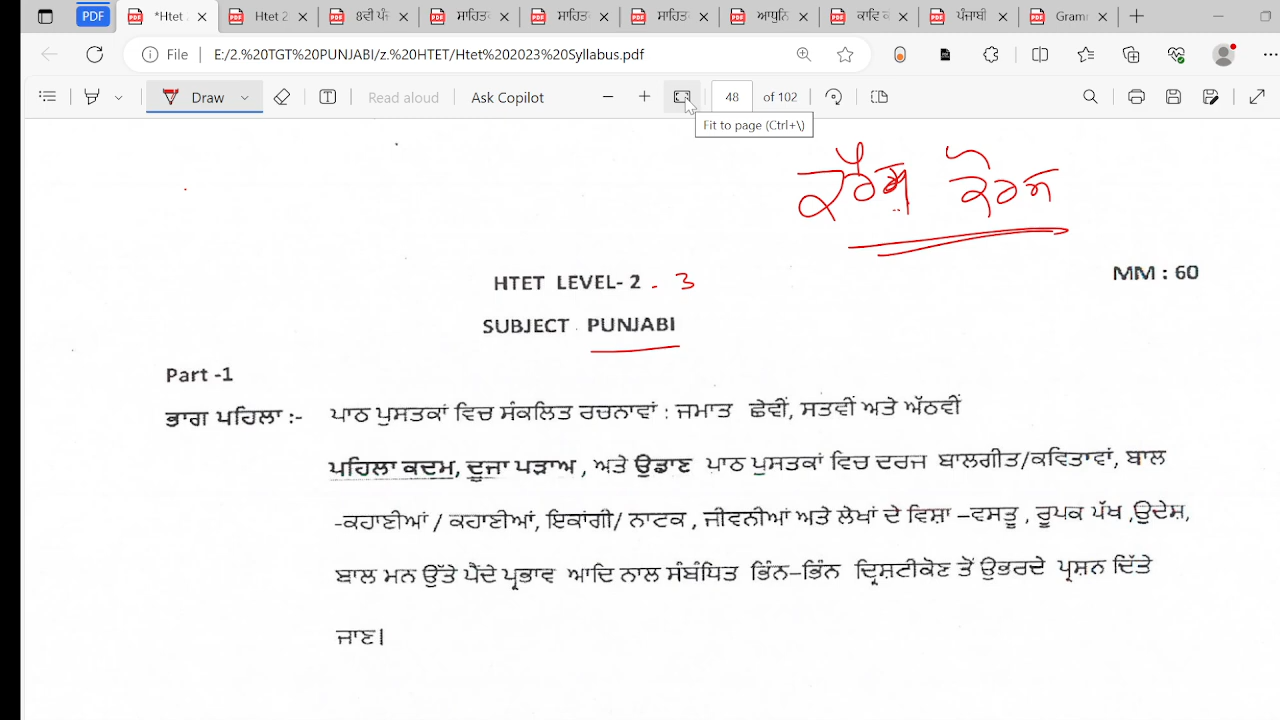 *Htet
Htet 2
8ਵੀ ਪੰ
ਸਾਹਿਤ
ਸਾਹਿਤ
ਸਾਹਿਤ
ਆਧੁਨਿ
ਕਾਵਿ ਕ
ਪੰਜਾਬੀ
Gramm
File E:/2.%20TGT%20PUNJABI/z.%20HTET/Htet%202023%20Syllabus.pdf
Draw Read aloud Ask Copilot 48 of 102
Fit to page (Ctrl+\)
ਕਰੈਸ਼ ਕੋਰਸ
HTET LEVEL- 2 - 3 MM : 60
SUBJECT PUNJABI
Part -1
ਭਾਗ ਪਹਿਲਾ :- ਪਾਠ ਪੁਸਤਕਾਂ ਵਿਚ ਸੰਕਲਿਤ ਰਚਨਾਵਾਂ : ਜਮਾਤ ਛੇਵੀਂ, ਸਤਵੀਂ ਅਤੇ ਅੱਠਵੀਂ
ਪਹਿਲਾ ਕਦਮ, ਦੂਜਾ ਪੜਾਅ , ਅਤੇ ਉਡਾਣ ਪਾਠ ਪੁਸਤਕਾਂ ਵਿਚ ਦਰਜ ਬਾਲਗੀਤ/ਕਵਿਤਾਵਾਂ, ਬਾਲ
-ਕਹਾਣੀਆਂ / ਕਹਾਣੀਆਂ, ਇਕਾਂਗੀ/ ਨਾਟਕ , ਜੀਵਨੀਆਂ ਅਤੇ ਲੇਖਾਂ ਦੇ ਵਿਸ਼ਾ –ਵਸਤੂ , ਰੂਪਕ ਪੱਖ ,ਉਦੇਸ਼,
ਬਾਲ ਮਨ ਉੱਤੇ ਪੈਂਦੇ ਪ੍ਰਭਾਵ ਆਦਿ ਨਾਲ ਸੰਬੰਧਿਤ ਭਿੰਨ–ਭਿੰਨ ਦ੍ਰਿਸ਼ਟੀਕੋਣ ਤੋਂ ਉਭਰਦੇ ਪ੍ਰਸ਼ਨ ਦਿੱਤੇ
ਜਾਣ।